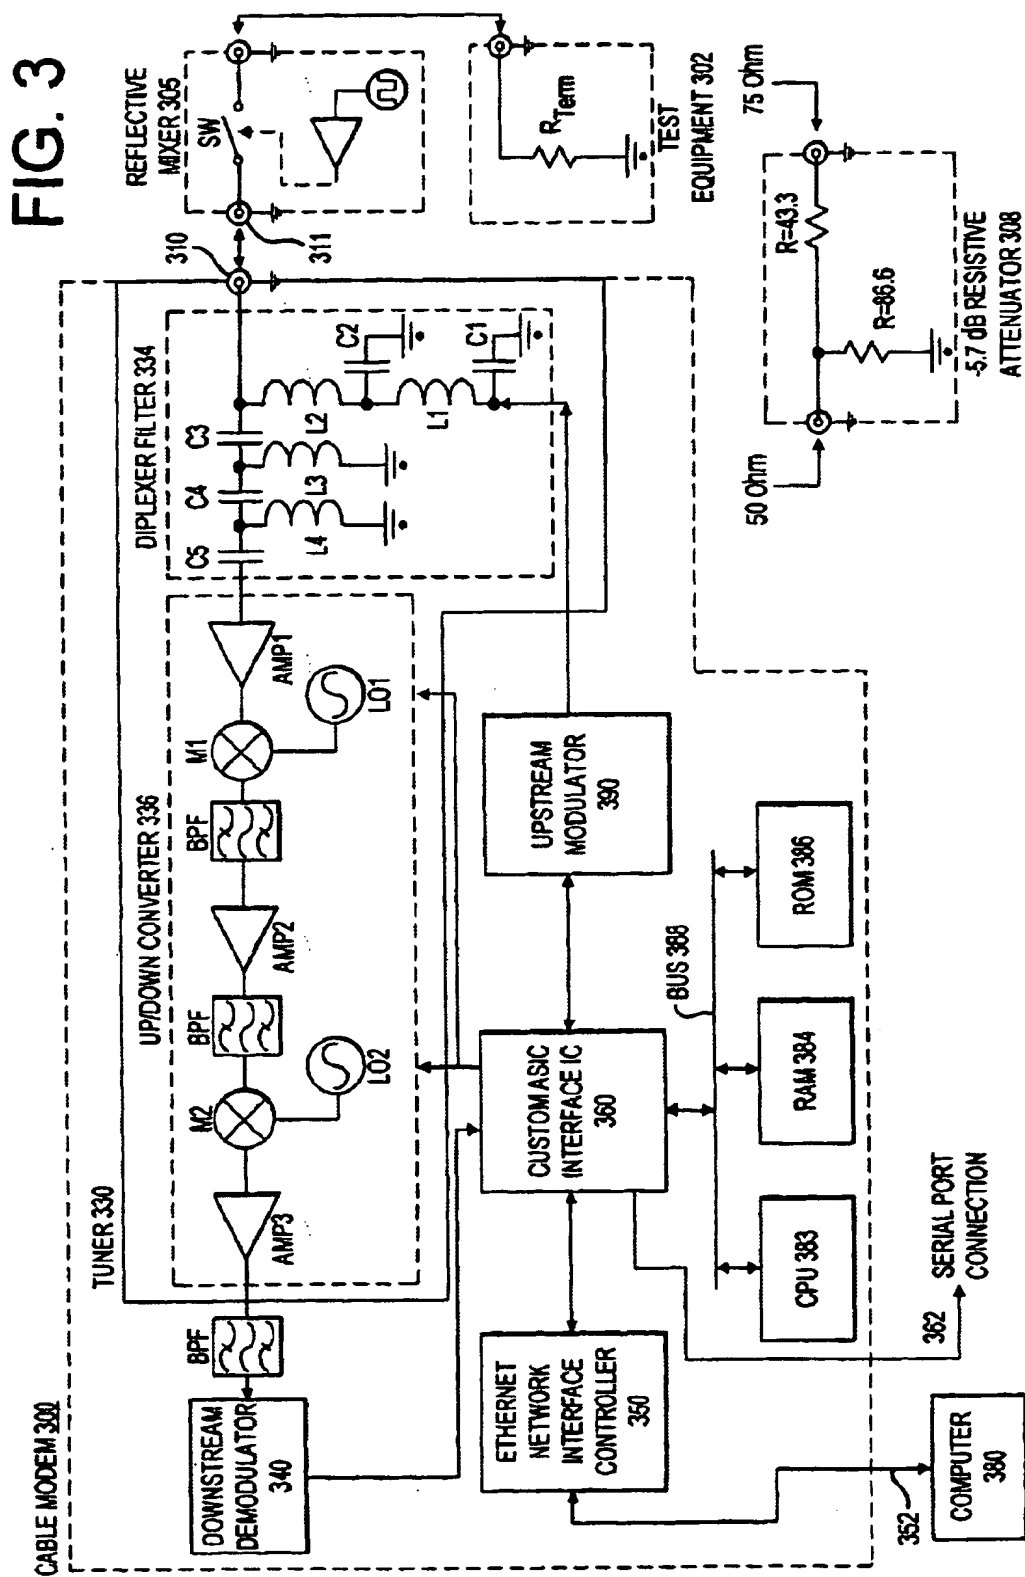 FIG. 3
CABLE MODEM 300
TUNER 330
UP/DOWN CONVERTER 336
DIPLEXER FILTER 334
REFLECTIVE
MIXER 305
SW
310
311
C5
C4
C3
L4
L3
L2
C2
L1
C1
R Term
TEST
EQUIPMENT 302
BPF
AMP3
M2
LO2
BPF
AMP2
BPF
M1
LO1
AMP1
DOWNSTREAM
DEMODULATOR
340
ETHERNET
NETWORK
INTERFACE
CONTROLLER
350
CUSTOM ASIC
INTERFACE IC
360
UPSTREAM
MODULATOR
390
BUS 388
CPU 383
RAM 384
ROM 386
352
COMPUTER
380
362
SERIAL PORT
CONNECTION
50 Ohm
75 Ohm
R=43.3
R=86.6
-5.7 dB RESISTIVE
ATTENUATOR 308